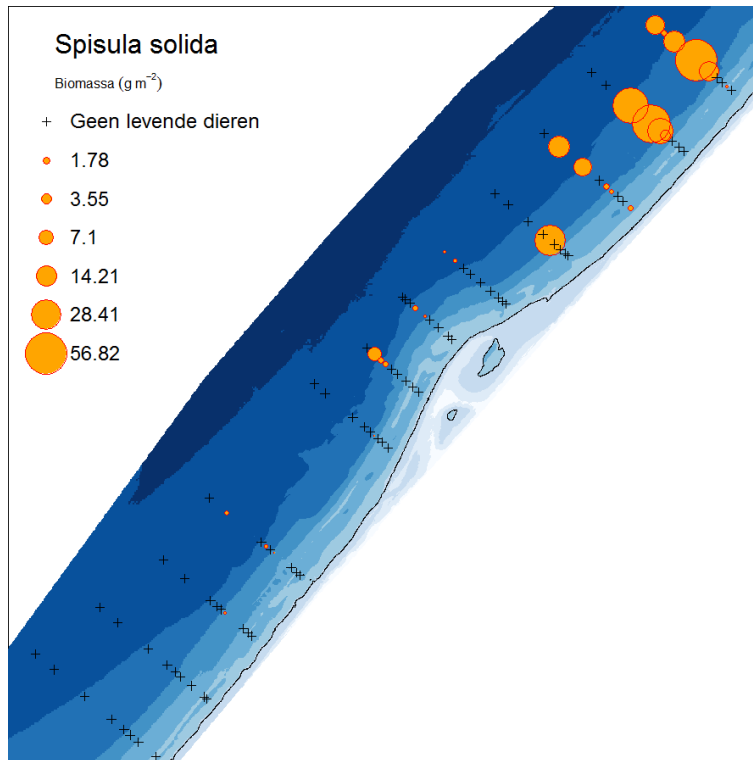 Spisula solida
Biomassa (g m⁻²)
Geen levende dieren
1.78
3.55
7.1
14.21
28.41
56.82